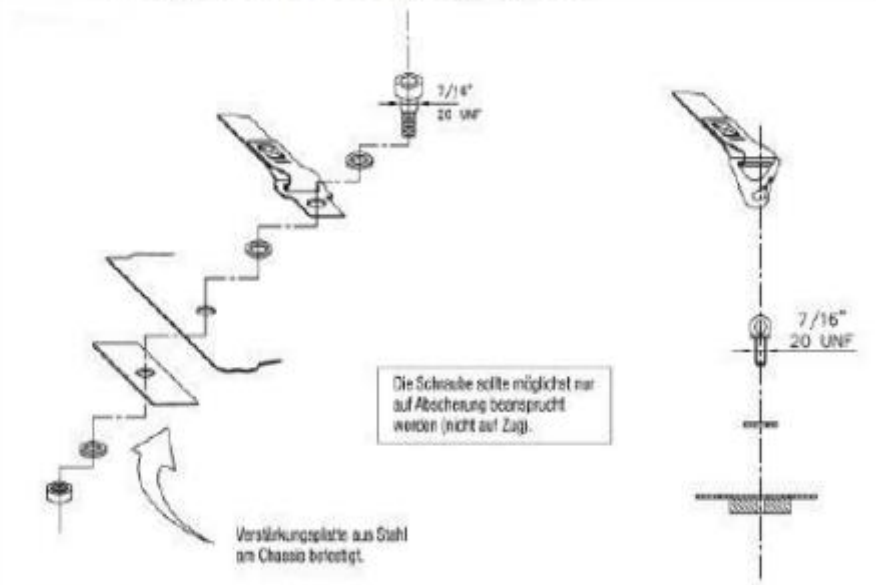 7/16"
20 UNF
7/16"
20 UNF
Die Schraube sollte möglichst nur
auf Abscherung beansprucht
werden (nicht auf Zug).
Verstärkungsplatte aus Stahl
am Chassis befestigt.